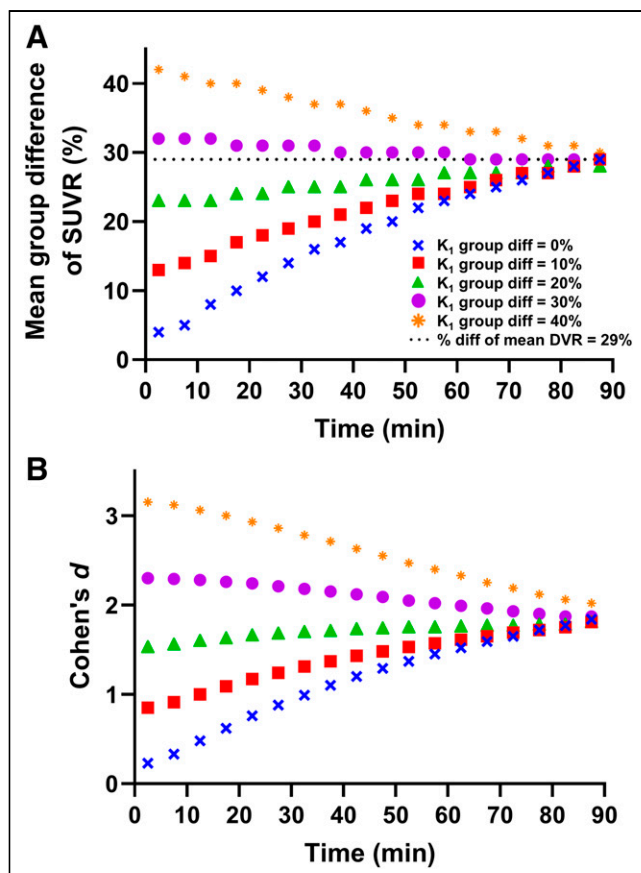 A
Mean group difference
of SUVR (%)
40
30
20
10
0
K₁ group diff = 0%
K₁ group diff = 10%
K₁ group diff = 20%
K₁ group diff = 30%
K₁ group diff = 40%
% diff of mean DVR = 29%
0 10 20 30 40 50 60 70 80 90
Time (min)
B
Cohen's d
3
2
1
0
0 10 20 30 40 50 60 70 80 90
Time (min)